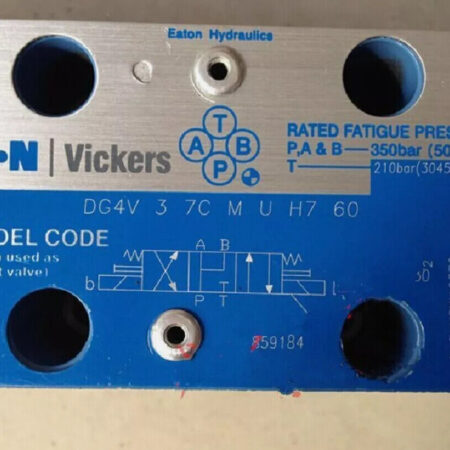 Eaton Hydraulics
N | Vickers
T
A B
P
RATED FATIGUE PRES
P,A & B — 350bar (50
T — 210bar(3045
DG4V 3 7C M U H7 60
DEL CODE
used as
t valve)
A B
b
P T
859184